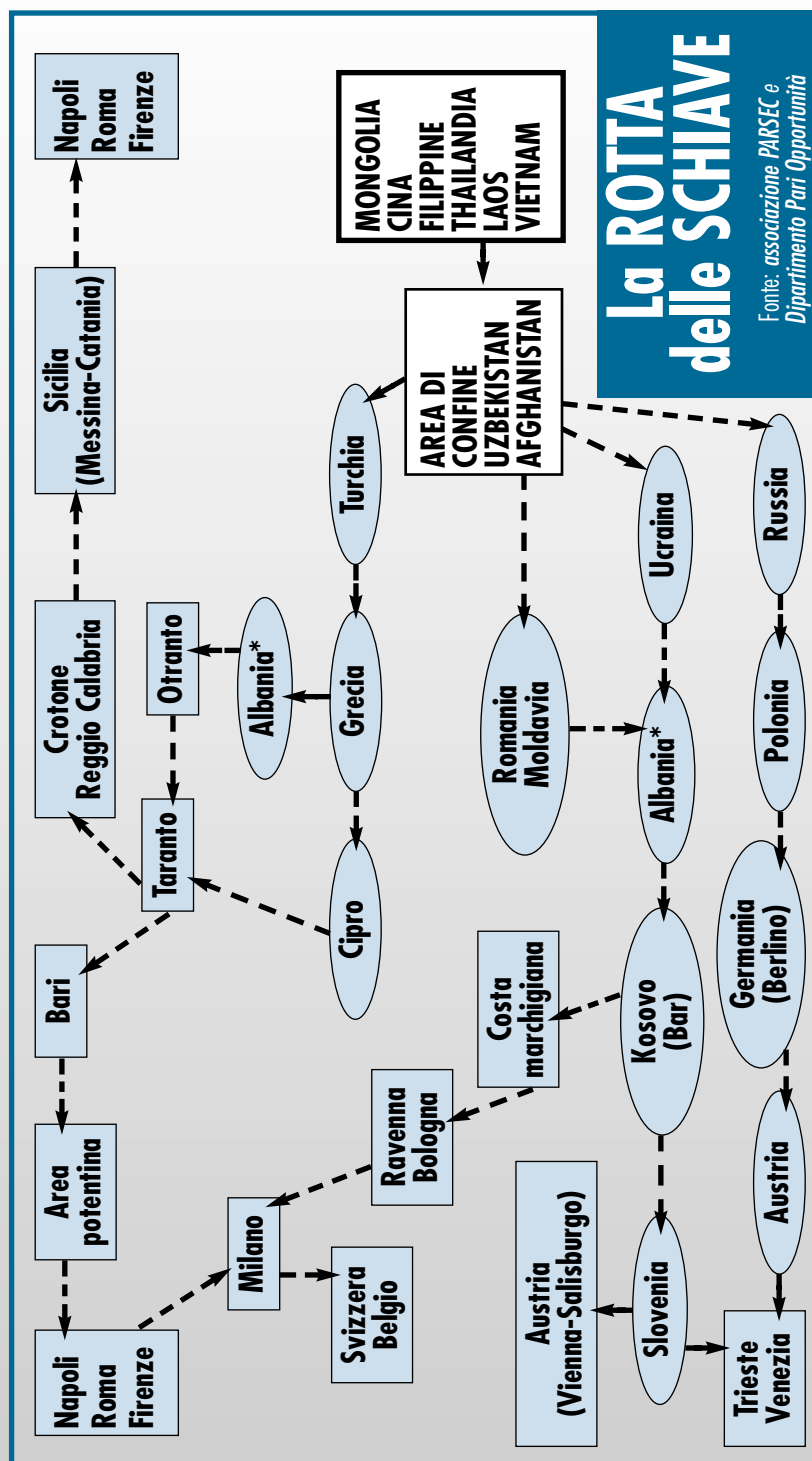 La ROTTA
delle SCHIAVE
Fonte: associazione PARSEC e
Dipartimento Pari Opportunità
Napoli
Roma
Firenze
Area
potentina
Bari
Crotone
Reggio Calabria
Sicilia
(Messina-Catania)
Napoli
Roma
Firenze
Taranto
Otranto
Milano
Albania*
Svizzera
Belgio
Cipro
Grecia
Turchia
MONGOLIA
CINA
FILIPPINE
THAILANDIA
LAOS
VIETNAM
Ravenna
Bologna
AREA DI
CONFINE
UZBEKISTAN
AFGHANISTAN
Costa
marchigiana
Romania
Moldavia
Austria
(Vienna-Salisburgo)
Slovenia
Kosovo
(Bar)
Albania*
Ucraina
Trieste
Venezia
Austria
Germania
(Berlino)
Polonia
Russia